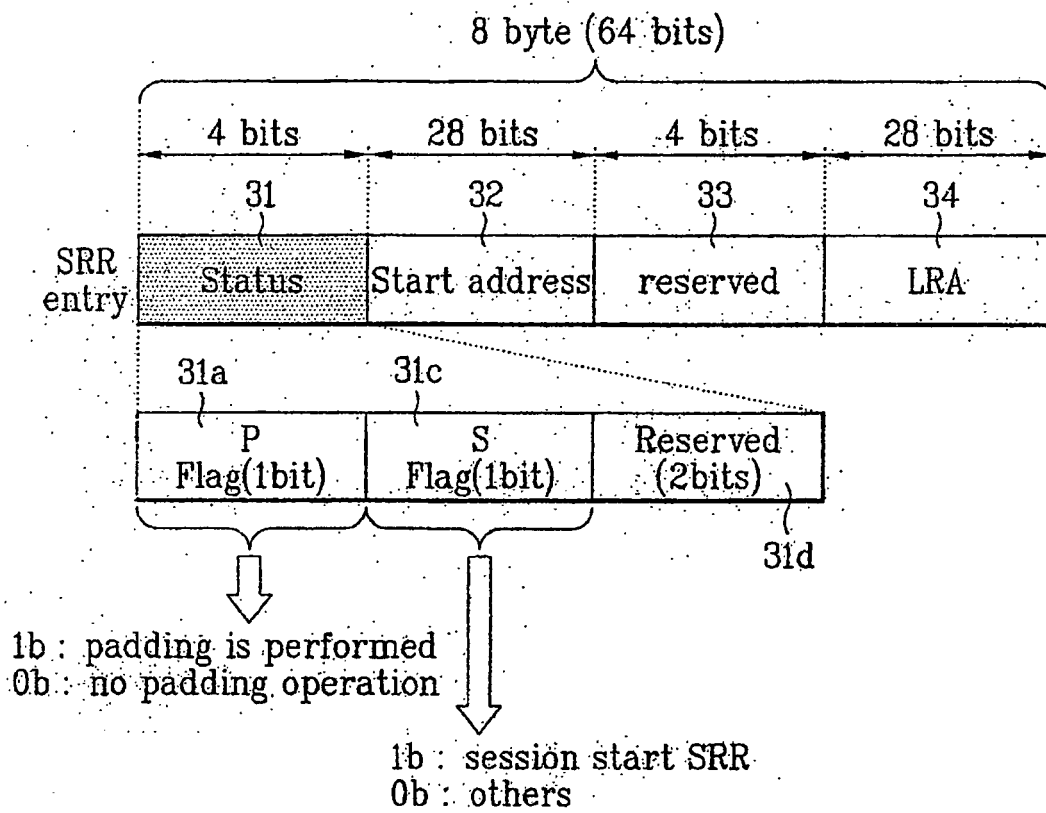 8 byte (64 bits)
4 bits 28 bits 4 bits 28 bits
31 32 33 34
SRR
entry
Status Start address reserved LRA
31a 31c
P
Flag(1bit)
S
Flag(1bit)
Reserved
(2bits)
31d
1b : padding is performed
0b : no padding operation
1b : session start SRR
0b : others